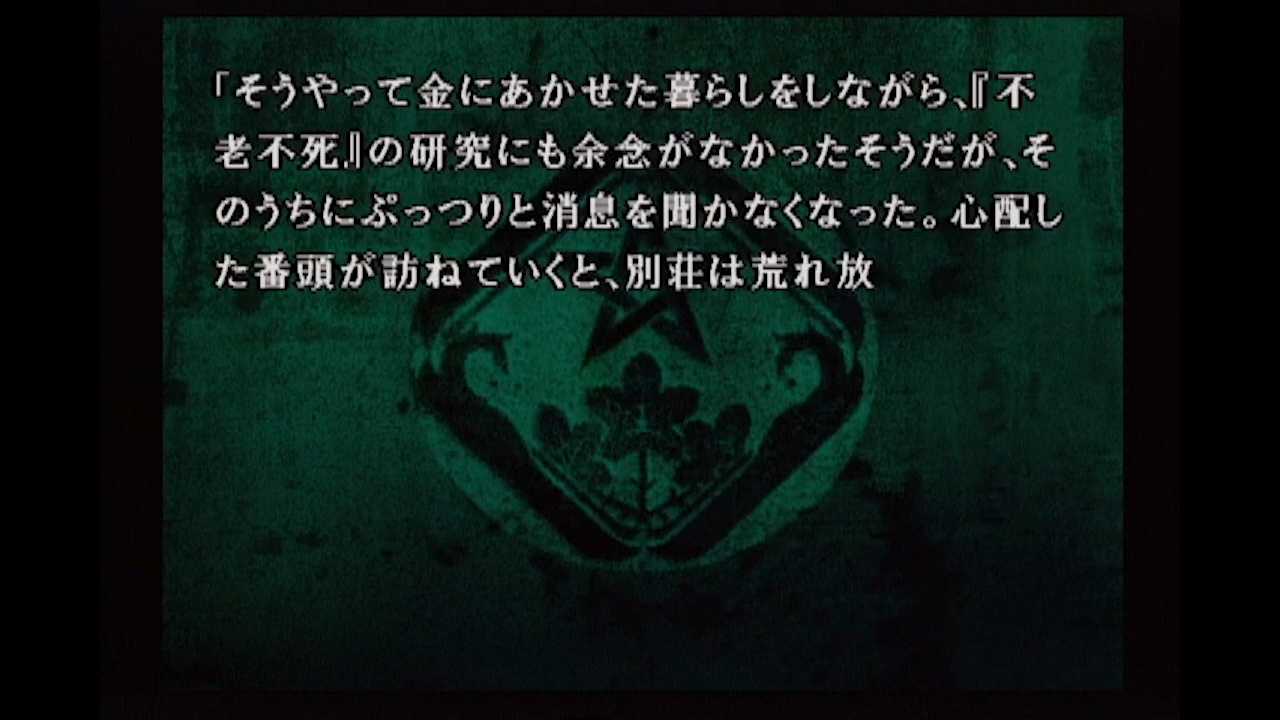 「そうやって金にあかせた暮らしをしながら、『不
老不死』の研究にも余念がなかったそうだが、そ
のうちにぷっつりと消息を聞かなくなった。心配し
た番頭が訪ねていくと、別荘は荒れ放